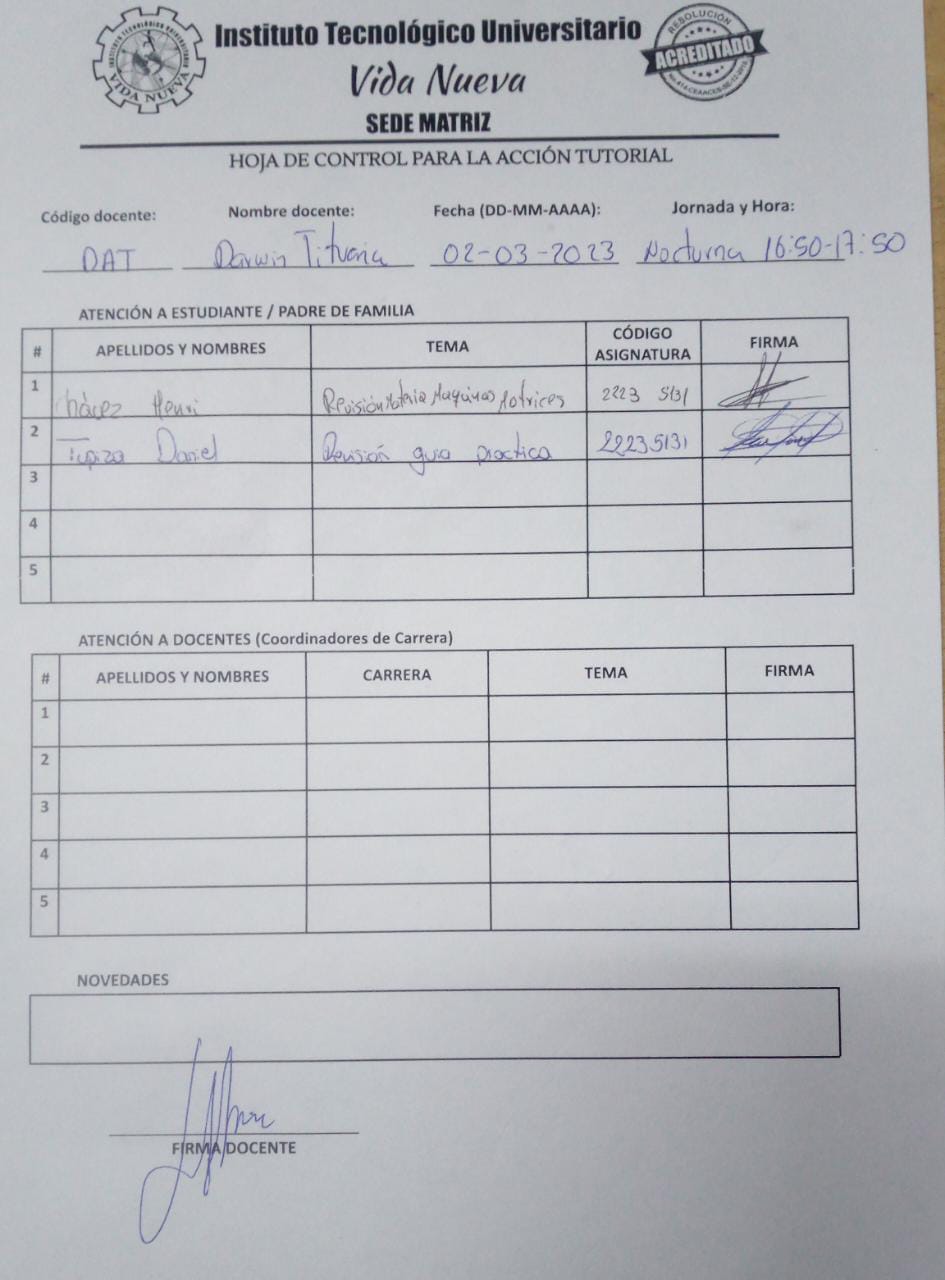 Instituto Tecnológico Universitario
Vida Nueva
SEDE MATRIZ
VIDA NUEVA
RESOLUCIÓN
ACREDITADO
HOJA DE CONTROL PARA LA ACCIÓN TUTORIAL
Código docente: Nombre docente: Fecha (DD-MM-AAAA): Jornada y Hora:
DAT Darwin Tituaña 02-03-2023 Nocturna 16:50-17:50
ATENCIÓN A ESTUDIANTE / PADRE DE FAMILIA
# APELLIDOS Y NOMBRES TEMA CÓDIGO ASIGNATURA FIRMA
1 Chávez Henri Revisión Materia Maquinas Motrices 2223 5131
2 Tupiza Daniel Revisión guia practica 22235131
3
4
5
ATENCIÓN A DOCENTES (Coordinadores de Carrera)
# APELLIDOS Y NOMBRES CARRERA TEMA FIRMA
1
2
3
4
5
NOVEDADES
FIRMA DOCENTE